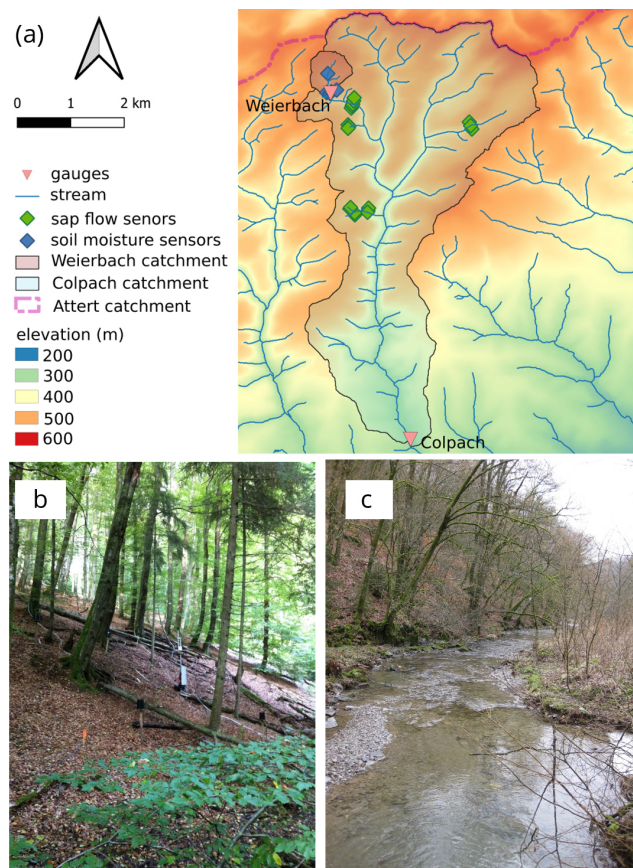 (a)
0 1 2 km
gauges
stream
sap flow senors
soil moisture sensors
Weierbach catchment
Colpach catchment
Attert catchment
elevation (m)
200
300
400
500
600
Weierbach
Colpach
b
c